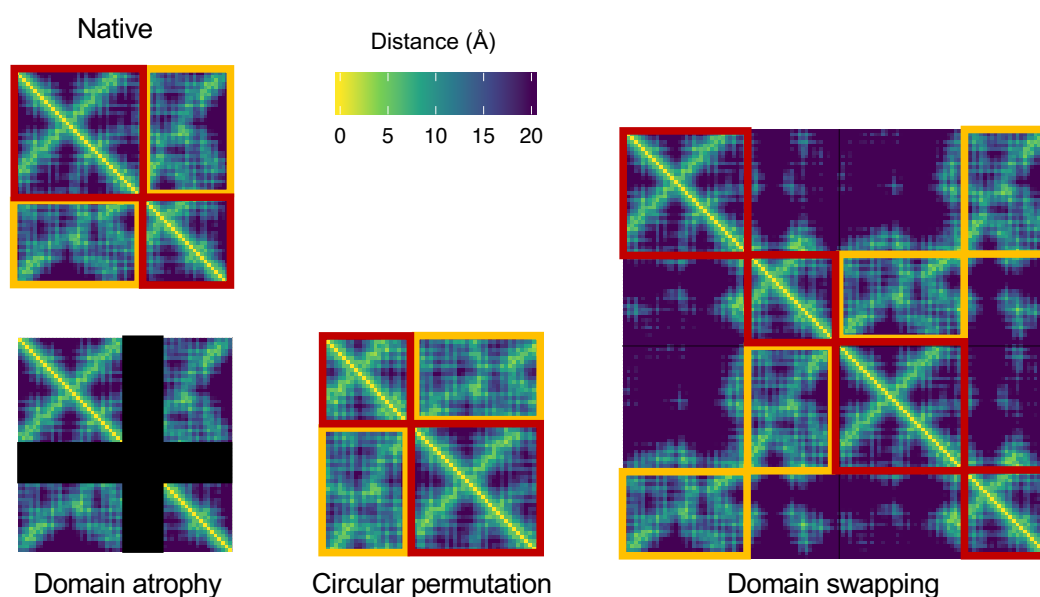 Native
Distance (Å)
0 5 10 15 20
Domain atrophy
Circular permutation
Domain swapping